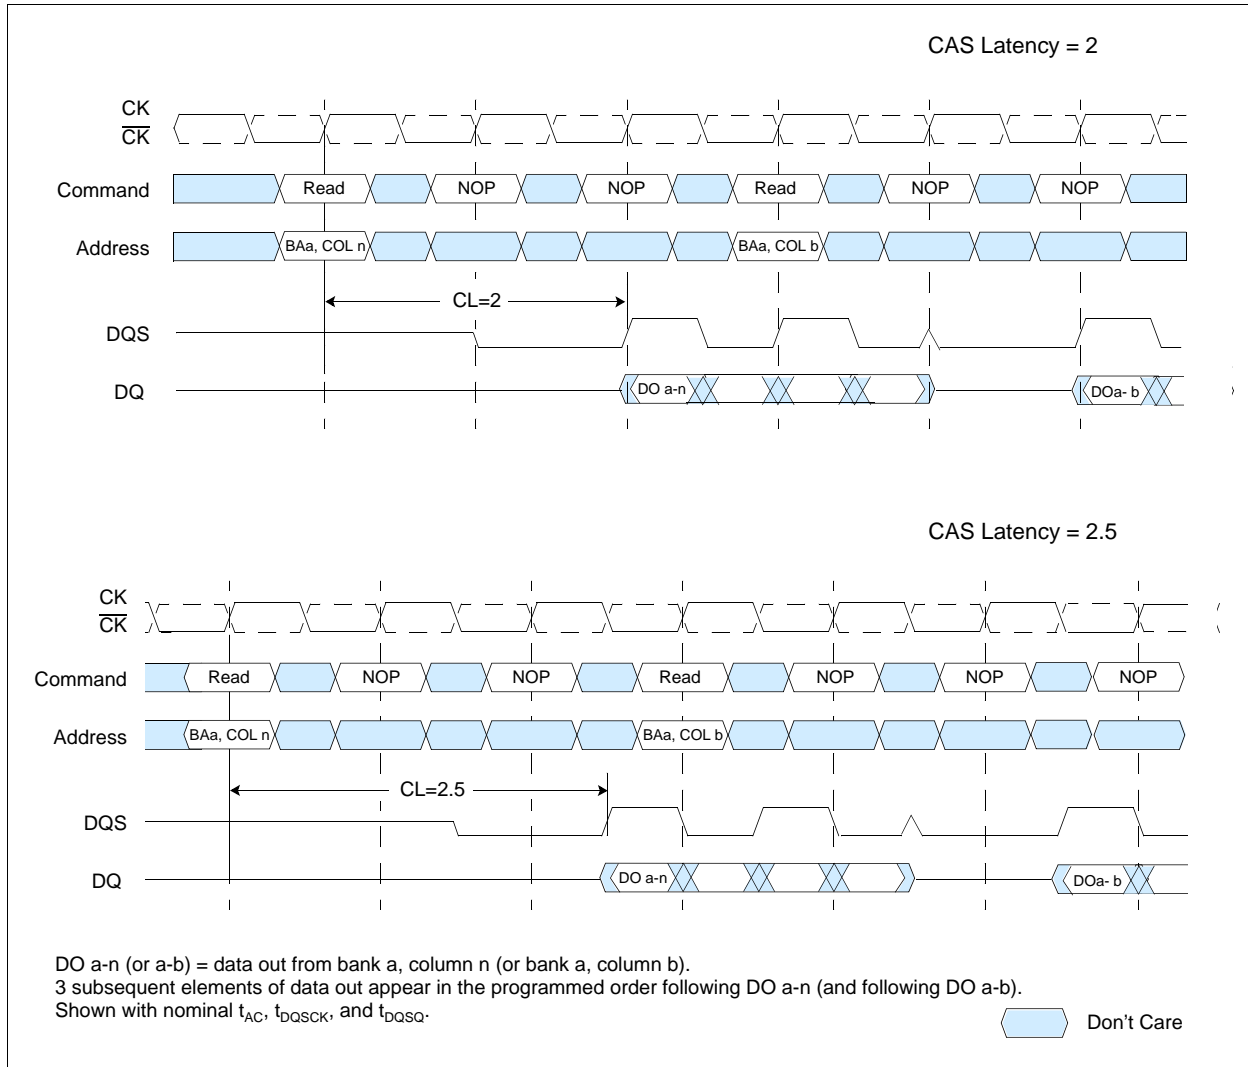 CAS Latency = 2
CK
CK
Command
Read
NOP
NOP
Read
NOP
NOP
Address
BAa, COL n
BAa, COL b
CL=2
DQS
DQ
DO a-n
DOa- b
CAS Latency = 2.5
CK
CK
Command
Read
NOP
NOP
Read
NOP
NOP
NOP
Address
BAa, COL n
BAa, COL b
CL=2.5
DQS
DQ
DO a-n
DOa- b
DO a-n (or a-b) = data out from bank a, column n (or bank a, column b).
3 subsequent elements of data out appear in the programmed order following DO a-n (and following DO a-b).
Shown with nominal tAC, tDQSCK, and tDQSQ.
Don't Care